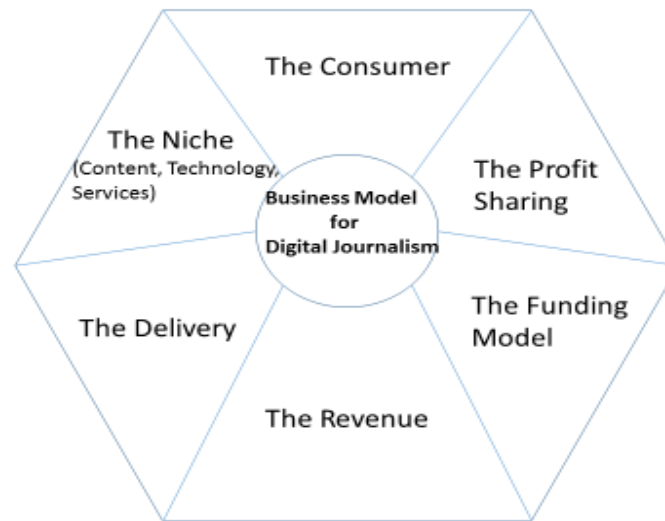 The Consumer
The Niche
(Content, Technology,
Services)
The Profit
Sharing
Business Model
for
Digital Journalism
The Delivery
The Funding
Model
The Revenue